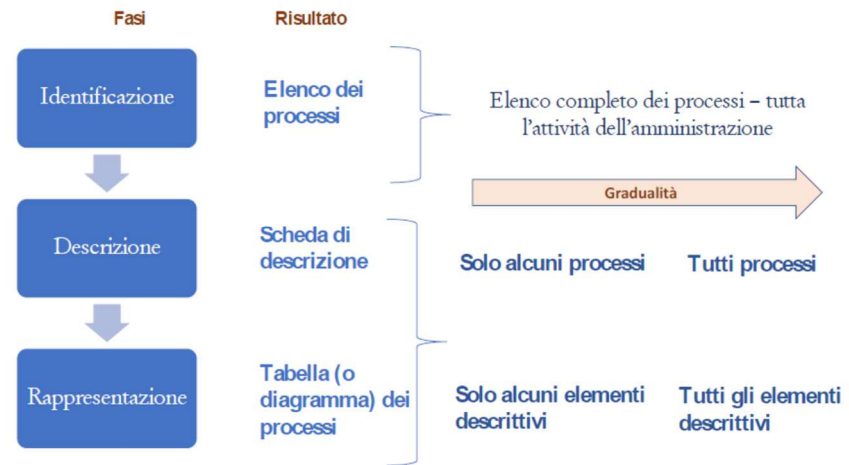 Fasi
Risultato
Identificazione
Elenco dei
processi
Elenco completo dei processi – tutta
l'attività dell'amministrazione
Gradualità
Descrizione
Scheda di
descrizione
Solo alcuni processi
Tutti processi
Rappresentazione
Tabella (o
diagramma) dei
processi
Solo alcuni elementi
descrittivi
Tutti gli elementi
descrittivi